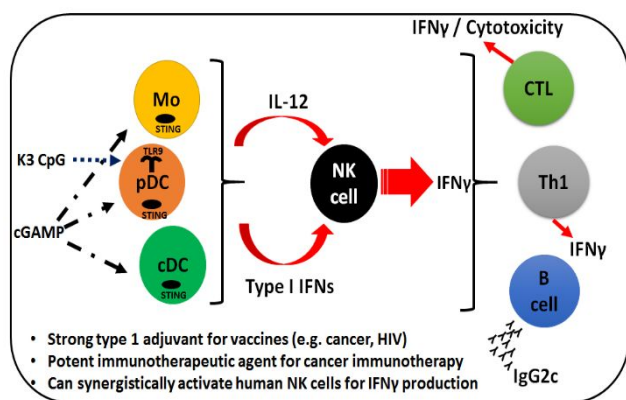 IFNγ / Cytotoxicity
CTL
Mo
STING
IL-12
K3 CpG
TLR9
pDC
STING
NK
cell
IFNγ
Th1
cGAMP
IFNγ
cDC
STING
Type I IFNs
B
cell
IgG2c
• Strong type 1 adjuvant for vaccines (e.g. cancer, HIV)
• Potent immunotherapeutic agent for cancer immunotherapy
• Can synergistically activate human NK cells for IFNγ production